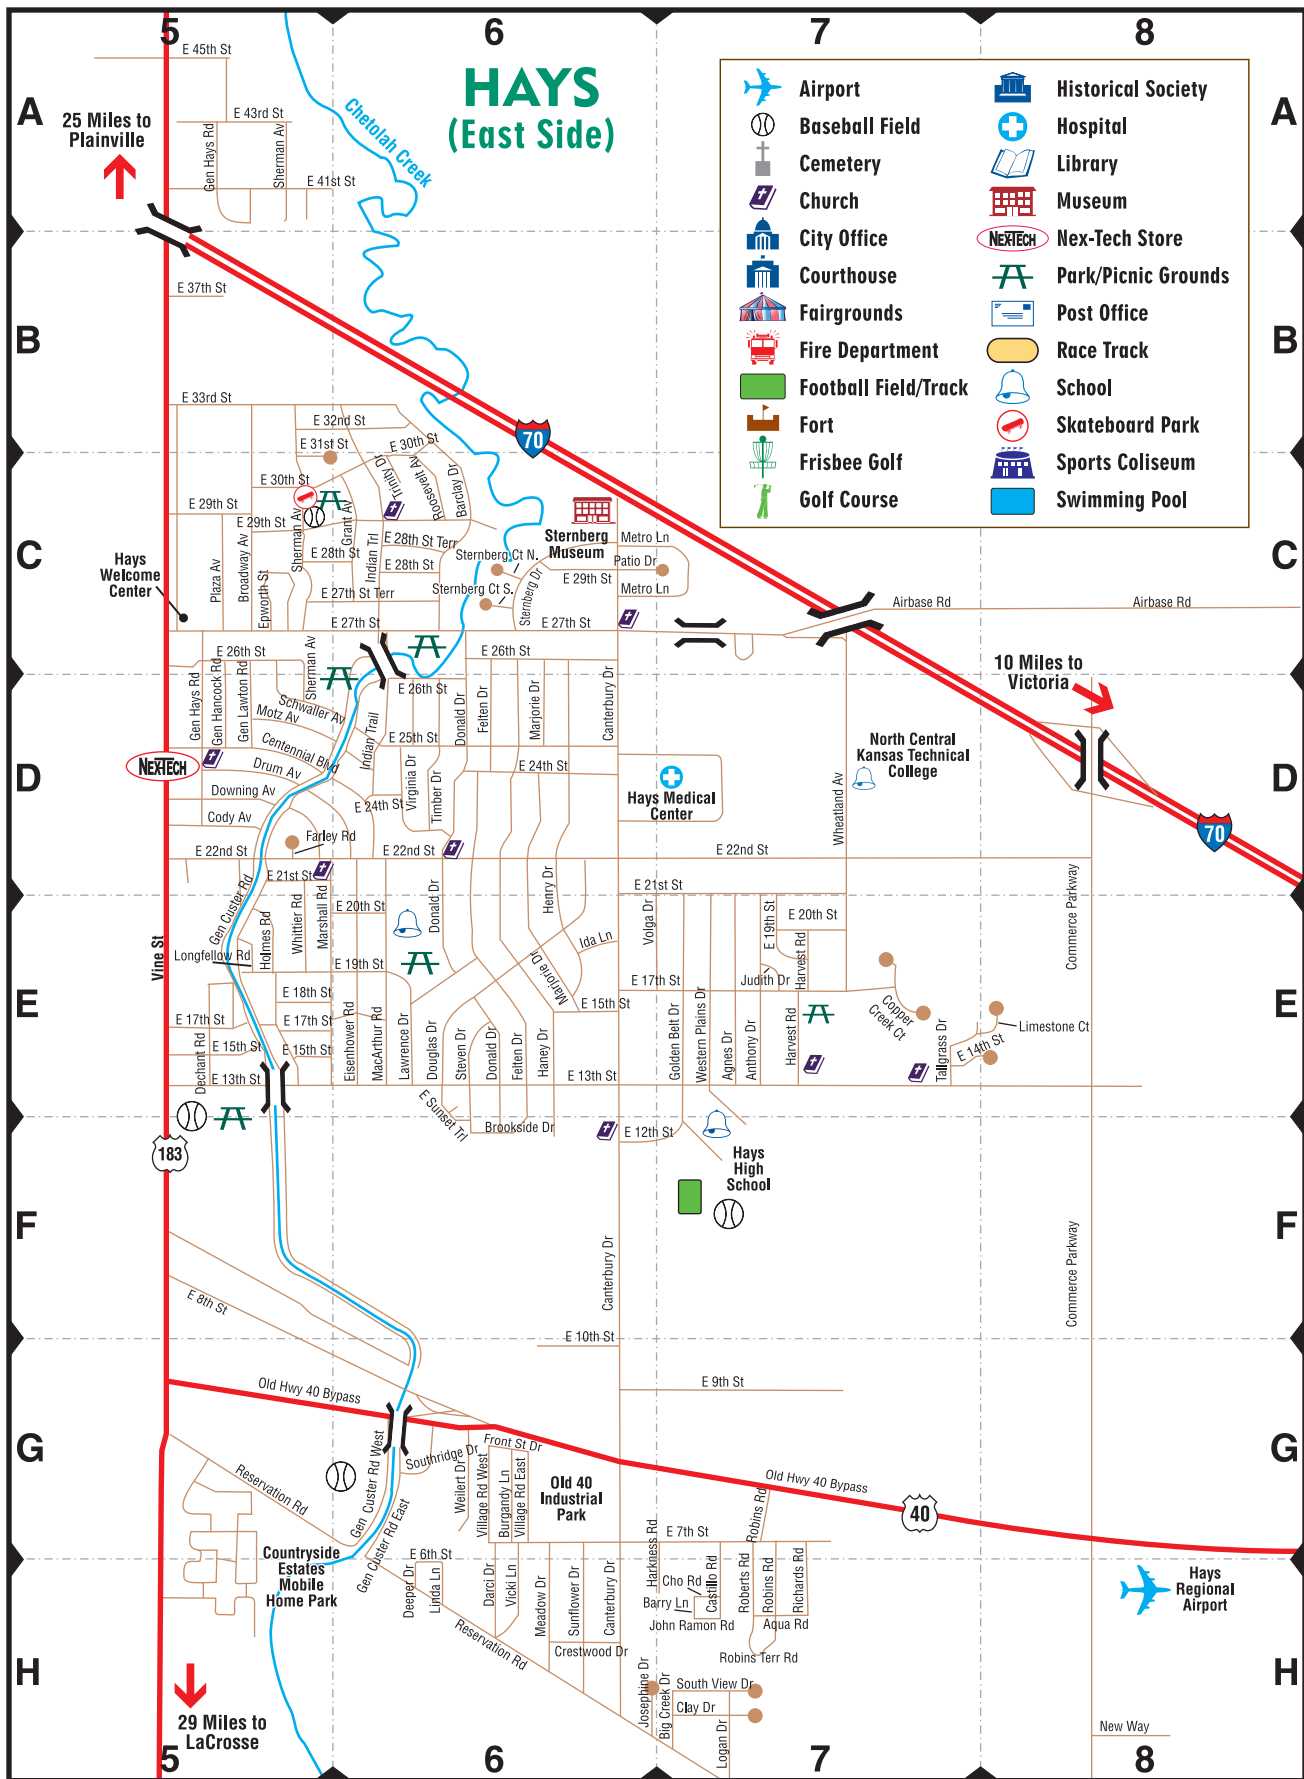 5
6
7
8
HAYS
(East Side)
A
A
B
B
C
C
D
D
E
E
F
F
G
G
H
H
Airport
Baseball Field
Cemetery
Church
City Office
Courthouse
Fairgrounds
Fire Department
Football Field/Track
Fort
Frisbee Golf
Golf Course
Historical Society
Hospital
Library
Museum
NEX-TECH
Nex-Tech Store
Park/Picnic Grounds
Post Office
Race Track
School
Skateboard Park
Sports Coliseum
Swimming Pool
E 45th St
25 Miles to
Plainville
E 43rd St
Gen Hays Rd
Sherman Av
E 41st St
Chetolah Creek
E 37th St
E 33rd St
E 32nd St
E 31st St
E 30th St
70
E 30th St
Trinity Dr
Roosevelt Av
Barclay Dr
E 29th St
E 29th St
Sherman Av
Grant Av
E 28th St Terr
E 28th St
E 28th St
Indian Trl
Sternberg Museum
Sternberg Ct N.
Sternberg Ct S.
Sternberg Dr
Metro Ln
Patio Dr
E 29th St
Metro Ln
Hays
Welcome
Center
Plaza Av
Broadway Av
Epworth St
E 27th St Terr
E 27th St
E 27th St
Airbase Rd
Airbase Rd
E 26th St
Sherman Av
E 26th St
E 26th St
10 Miles to
Victoria
Gen Hays Rd
Gen Hancock Rd
Gen Lawton Rd
Schwaller Av
Motz Av
Centennial Blvd
Indian Trail
Donald Dr
Felten Dr
Marjorie Dr
Canterbury Dr
E 25th St
E 24th St
NEX-TECH
Drum Av
Downing Av
Cody Av
E 24th St
Virginia Dr
Timber Dr
Hays Medical
Center
Wheatland Av
North Central
Kansas Technical
College
70
Farley Rd
E 22nd St
E 22nd St
E 22nd St
E 21st St
E 21st St
Gen Custer Rd
Holmes Rd
Whittier Rd
Marshall Rd
E 20th St
Donald Dr
Henry Dr
Volga Dr
E 19th St
E 20th St
Harvest Rd
Commerce Parkway
Vine St
Longfellow Rd
E 19th St
Ida Ln
Marjorie Dr
E 17th St
Judith Dr
E 18th St
E 17th St
E 17th St
E 15th St
E 15th St
E 15th St
Dechant Rd
Eisenhower Rd
MacArthur Rd
Lawrence Dr
Douglas Dr
Steven Dr
Donald Dr
Felten Dr
Haney Dr
Golden Belt Dr
Western Plains Dr
Agnes Dr
Anthony Dr
Harvest Rd
Copper
Creek Ct
Tallgrass Dr
Limestone Ct
E 14th St
E 13th St
E 13th St
E Sunset Trl
Brookside Dr
E 12th St
Hays
High
School
183
Canterbury Dr
Commerce Parkway
E 8th St
E 10th St
E 9th St
Old Hwy 40 Bypass
Gen Custer Rd West
Southridge Dr
Front St Dr
Weilert Dr
Village Rd West
Burgandy Ln
Village Rd East
Old 40
Industrial
Park
Old Hwy 40 Bypass
40
Reservation Rd
Robins Rd
E 7th St
Harkness Rd
Countryside
Estates
Mobile
Home Park
Gen Custer Rd East
E 6th St
Deeper Dr
Linda Ln
Darci Dr
Vicki Ln
Meadow Dr
Sunflower Dr
Canterbury Dr
Cho Rd
Castillo Rd
Barry Ln
John Ramon Rd
Roberts Rd
Robins Rd
Richards Rd
Aqua Rd
Robins Terr Rd
Hays
Regional
Airport
Reservation Rd
Crestwood Dr
Josephine Dr
Big Creek Dr
South View Dr
Clay Dr
Logan Dr
New Way
29 Miles to
LaCrosse
5
6
7
8